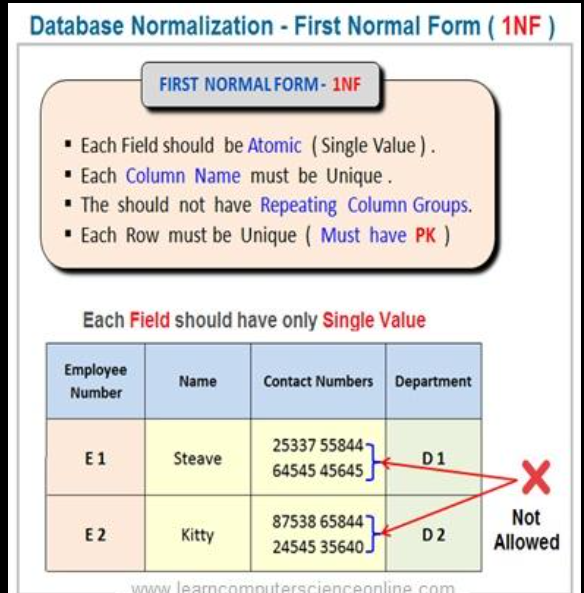 Database Normalization - First Normal Form ( 1NF )
FIRST NORMAL FORM - 1NF
▪ Each Field should be Atomic ( Single Value ) .
▪ Each Column Name must be Unique .
▪ The should not have Repeating Column Groups.
▪ Each Row must be Unique ( Must have PK )
Each Field should have only Single Value
Employee Number Name Contact Numbers Department
E 1 Steave 25337 55844 D 1
64545 45645
E 2 Kitty 87538 65844 D 2
24545 35640
Not
Allowed
www.learncomputerscienceonline.com